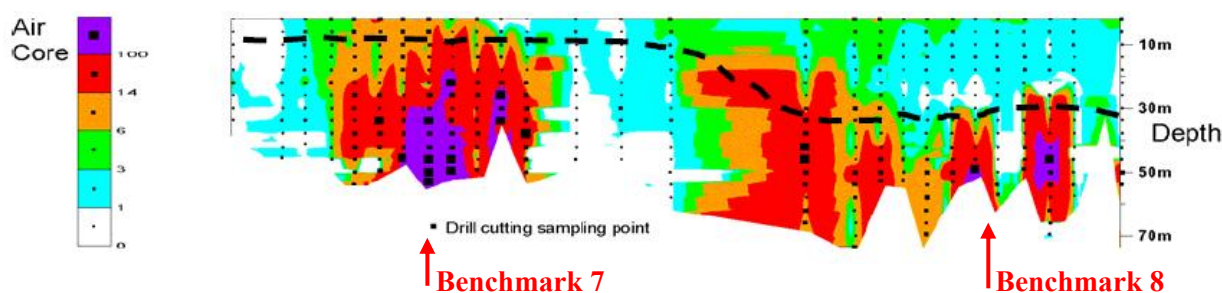 Air
Core
100
14
6
3
1
0
10m
30m
Depth
50m
70m
Drill cutting sampling point
Benchmark 7
Benchmark 8